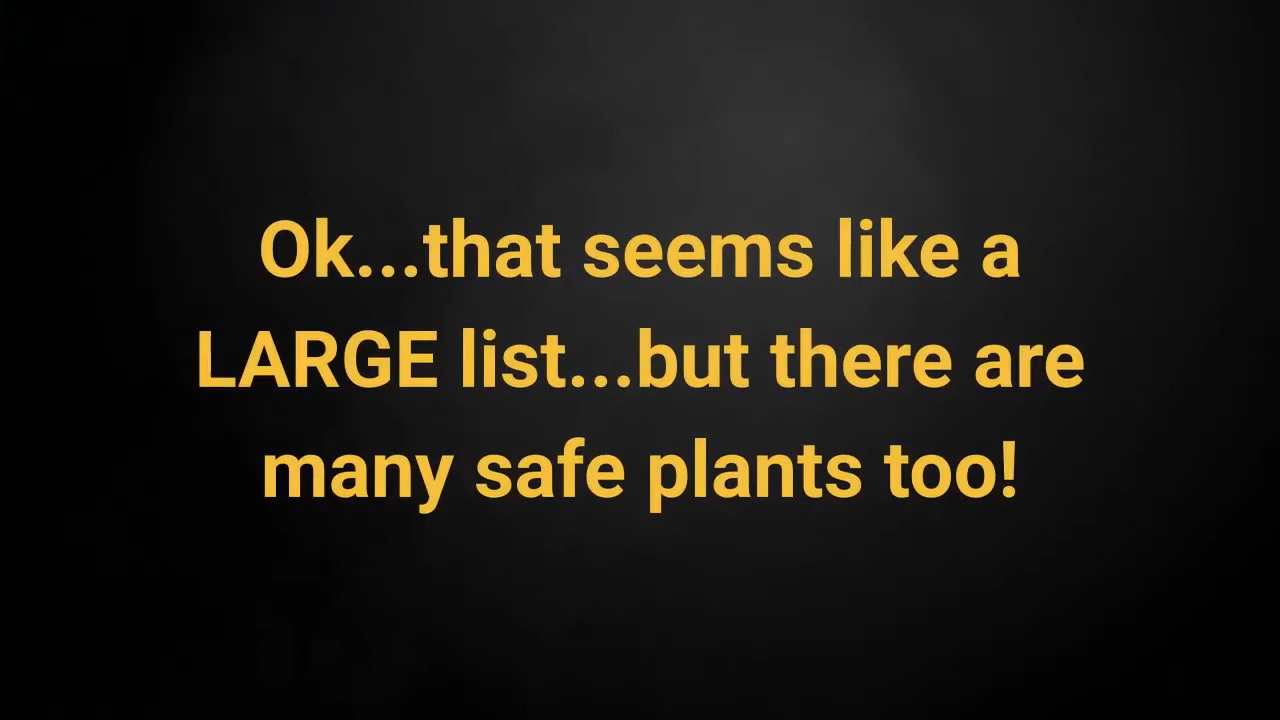 Ok...that seems like a
LARGE list...but there are
many safe plants too!